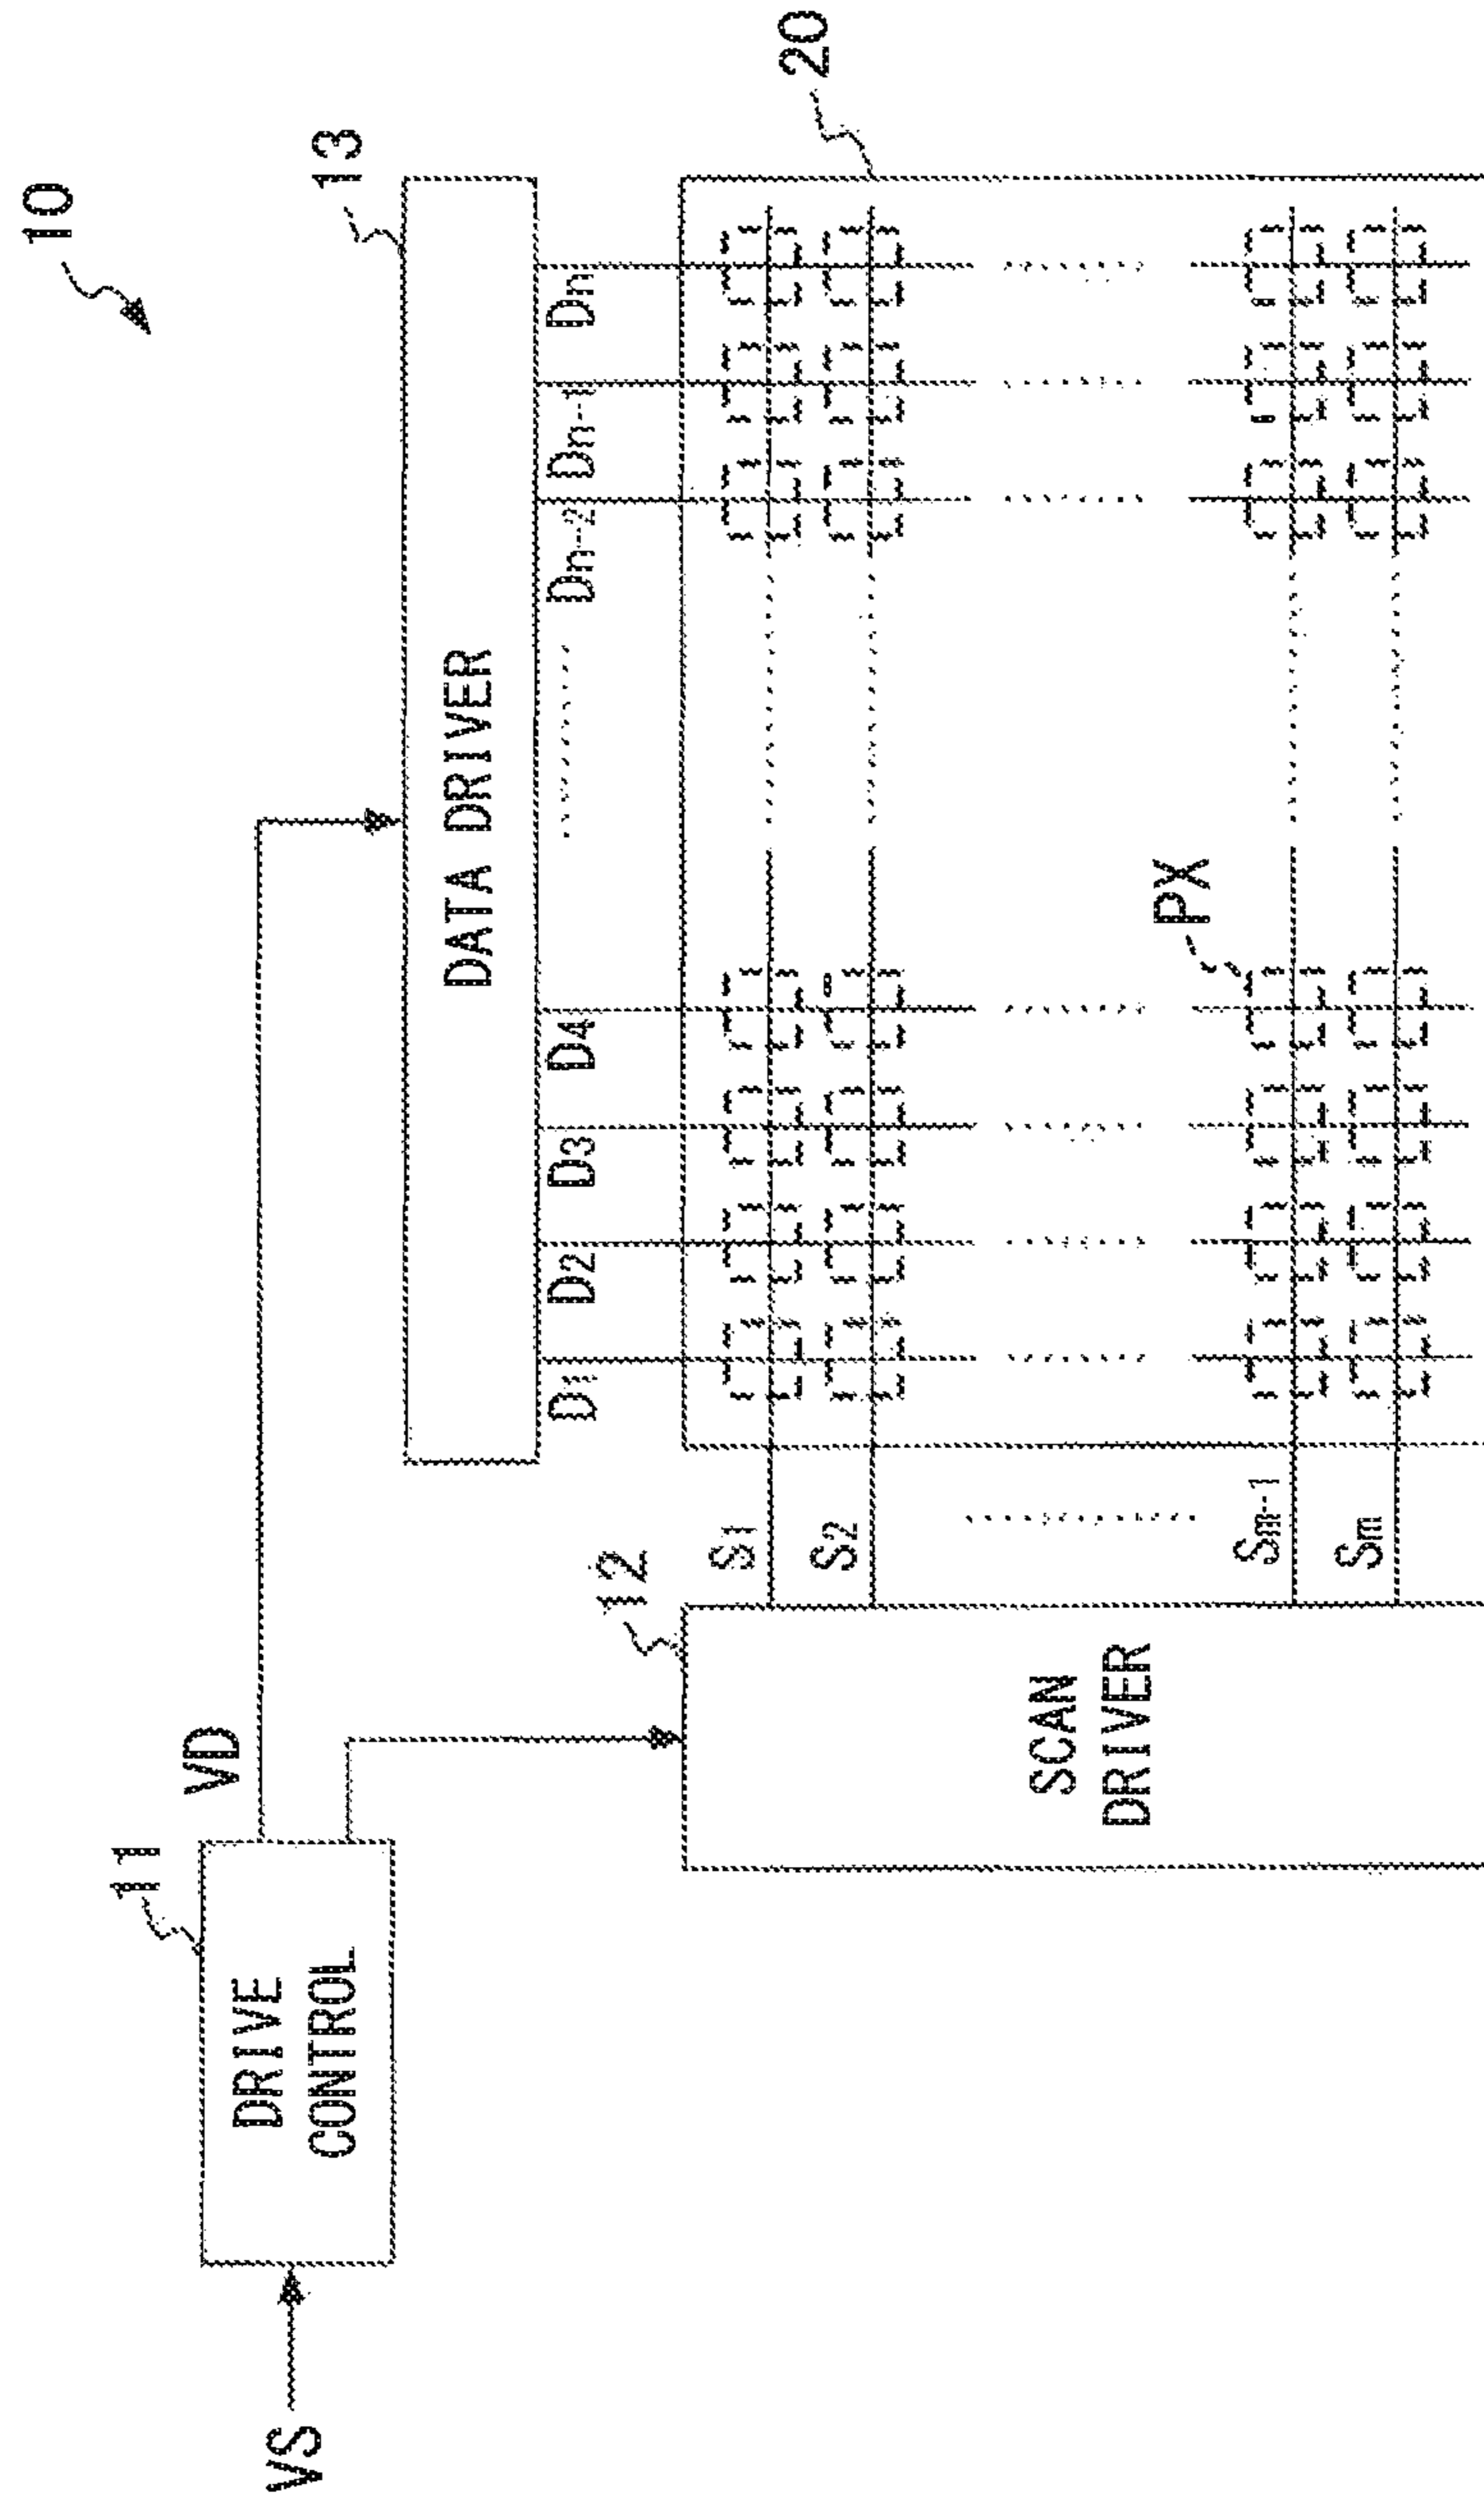 10
13
11
VD
DRIVE
CONTROL
VS
DATA DRIVER
D1
D2
D3
D4
Dn-2
Dn-1
Dn
20
12
S1
S2
Sm-1
Sm
SCAN
DRIVER
PX